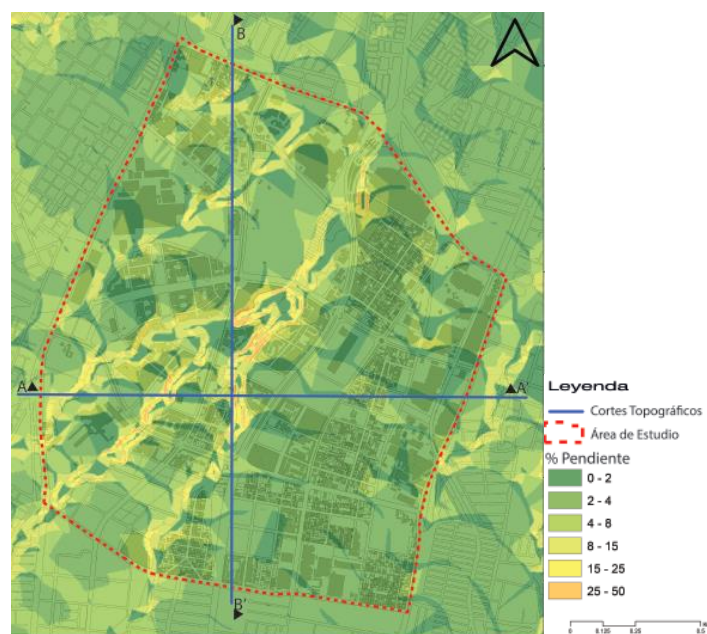 B
A
A'
B'
Leyenda
Cortes Topográficos
Área de Estudio
% Pendiente
0 - 2
2 - 4
4 - 8
8 - 15
15 - 25
25 - 50
0 0.125 0.25 0.5